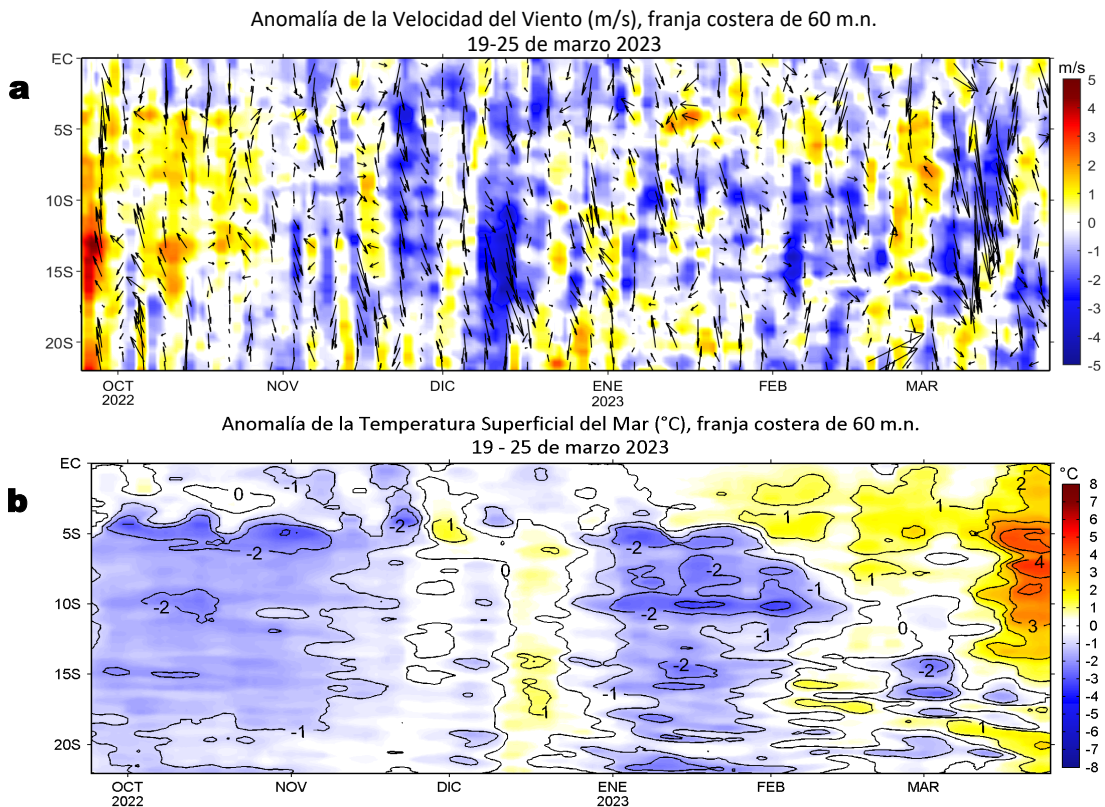 Anomalía de la Velocidad del Viento (m/s), franja costera de 60 m.n.
19-25 de marzo 2023
a
EC
5S
10S
15S
20S
OCT
2022
NOV
DIC
ENE
2023
FEB
MAR
m/s
5
4
3
2
1
0
-1
-2
-3
-4
-5
Anomalía de la Temperatura Superficial del Mar (°C), franja costera de 60 m.n.
19 - 25 de marzo 2023
b
EC
5S
10S
15S
20S
0
-1
-2
-2
-2
-1
1
0
1
-2
-2
-2
-1
-2
-1
-1
1
1
1
0
-2
1
2
4
3
OCT
2022
NOV
DIC
ENE
2023
FEB
MAR
°C
8
7
6
5
4
3
2
1
0
-1
-2
-3
-4
-5
-6
-7
-8